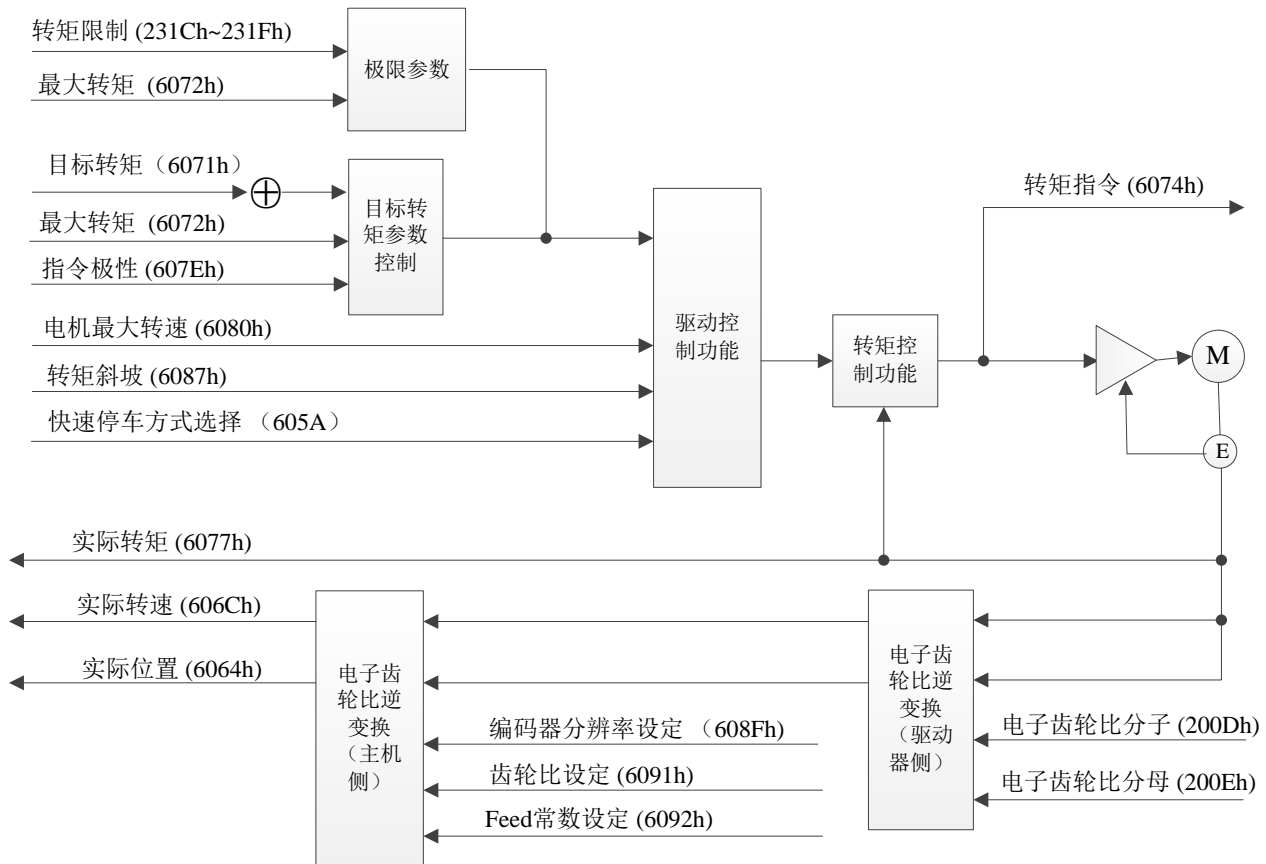 转矩限制 (231Ch~231Fh)
最大转矩 (6072h)
极限参数
目标转矩（6071h）
最大转矩 (6072h)
指令极性 (607Eh)
目标转
矩参数
控制
电机最大转速 (6080h)
转矩斜坡 (6087h)
快速停车方式选择 （605A）
驱动控
制功能
转矩控
制功能
转矩指令 (6074h)
M
E
实际转矩 (6077h)
实际转速 (606Ch)
实际位置 (6064h)
电子齿
轮比逆
变换
（主机
侧）
编码器分辨率设定 （608Fh)
齿轮比设定 (6091h)
Feed常数设定 (6092h)
电子齿
轮比逆
变换
（驱动
器侧）
电子齿轮比分子 (200Dh)
电子齿轮比分母 (200Eh)